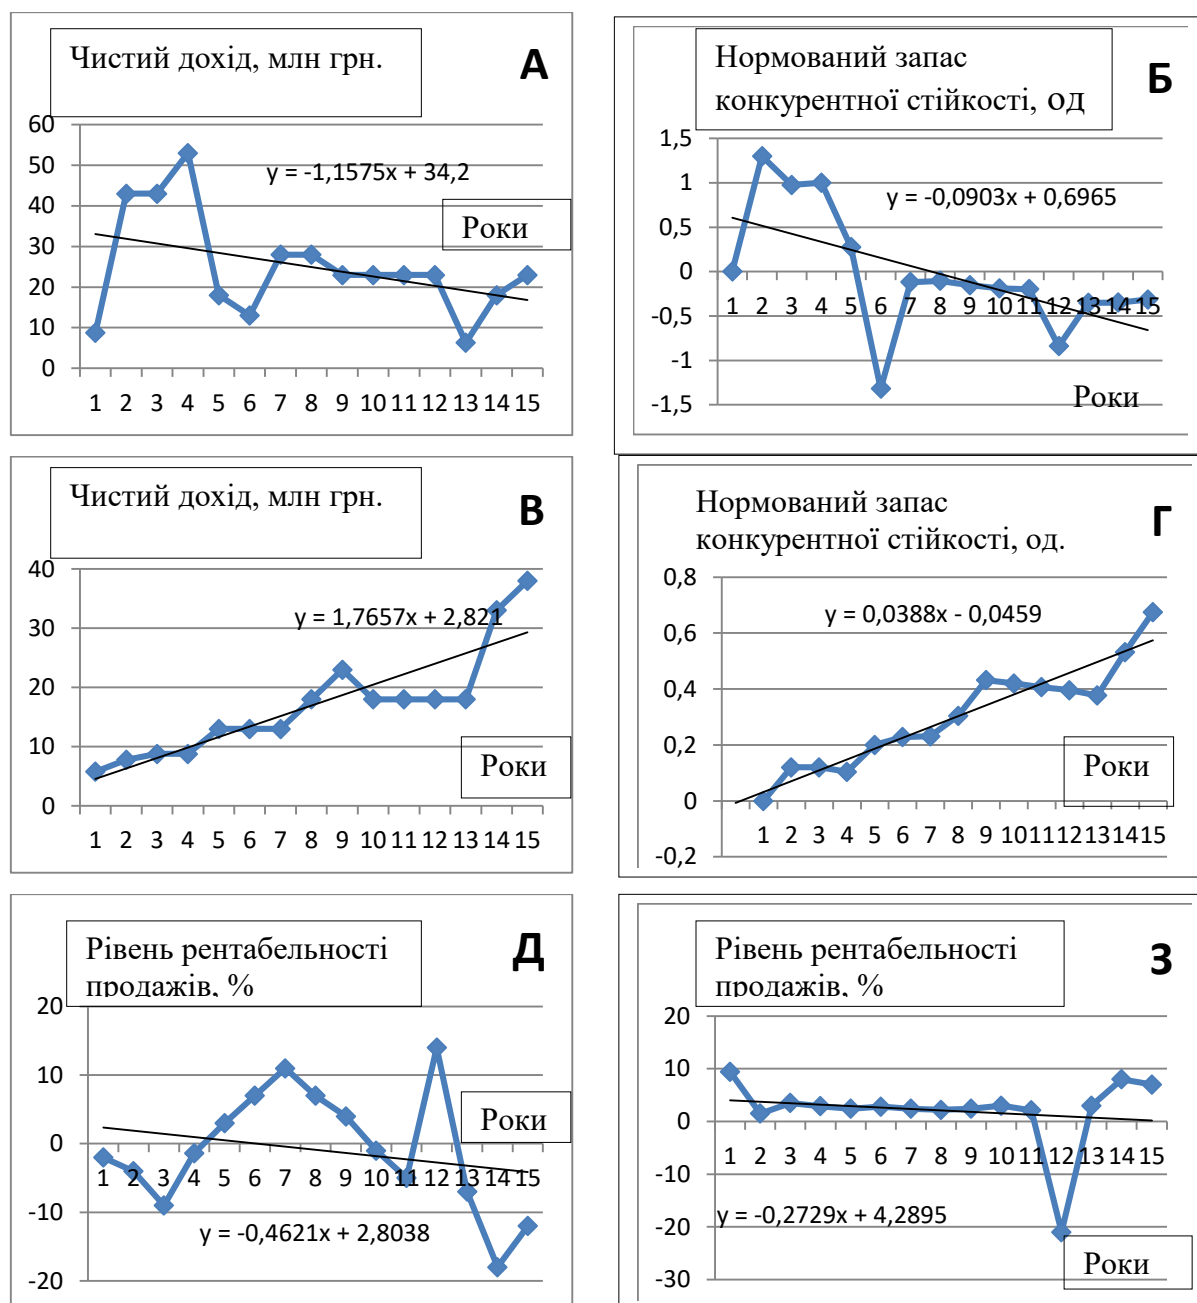 Чистий дохід, млн грн.
А
60
50
40
30
20
10
0
y = -1,1575x + 34,2
Роки
1 2 3 4 5 6 7 8 9 10 11 12 13 14 15
Нормований запас
конкурентної стійкості, од
Б
1,5
1
0,5
0
-0,5
-1
-1,5
y = -0,0903x + 0,6965
1 2 3 4 5 6 7 8 9 10 11 12 13 14 15
Роки
Чистий дохід, млн грн.
В
40
30
20
10
0
y = 1,7657x + 2,821
Роки
1 2 3 4 5 6 7 8 9 10 11 12 13 14 15
Нормований запас
конкурентної стійкості, од.
Г
0,8
0,6
0,4
0,2
0
-0,2
y = 0,0388x - 0,0459
Роки
1 2 3 4 5 6 7 8 9 10 11 12 13 14 15
Рівень рентабельності
продажів, %
Д
20
10
0
-10
-20
Роки
1 2 3 4 5 6 7 8 9 10 11 12 13 14 15
y = -0,4621x + 2,8038
Рівень рентабельності
продажів, %
З
20
10
0
-10
-20
-30
1 2 3 4 5 6 7 8 9 10 11 12 13 14 15
y = -0,2729x + 4,2895
Роки